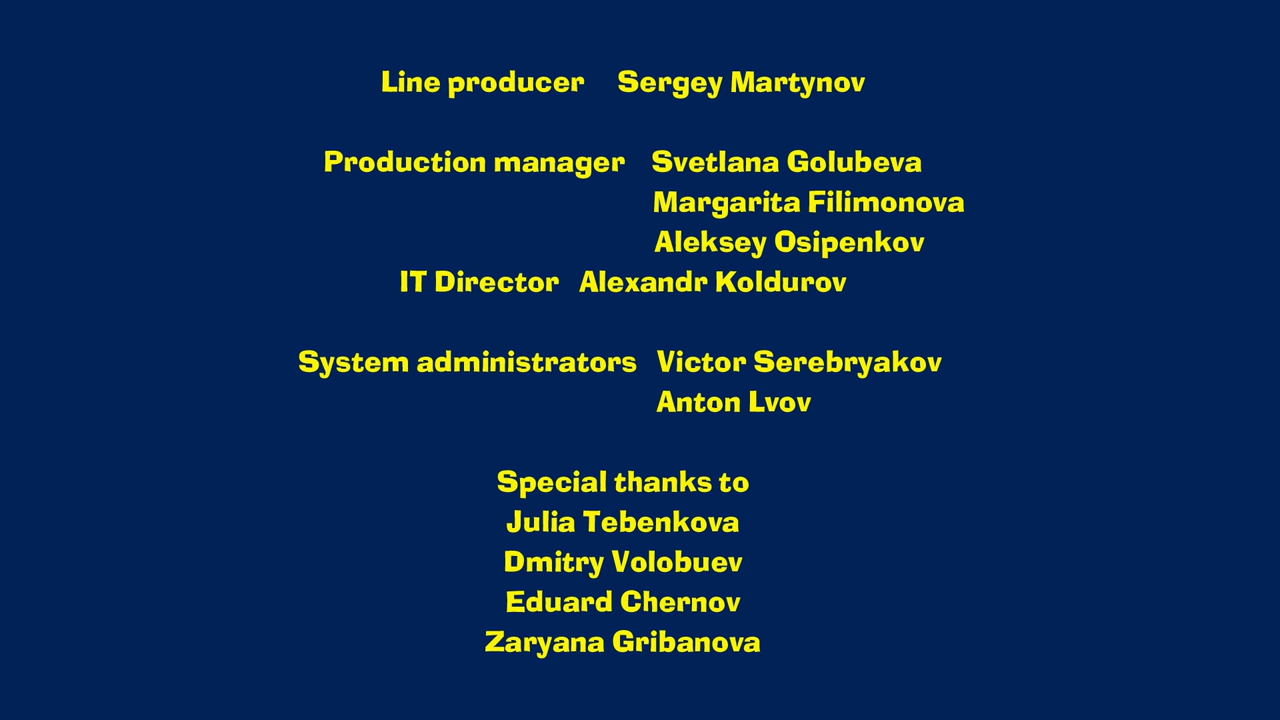 Line producer Sergey Martynov
Production manager Svetlana Golubeva
Margarita Filimonova
Aleksey Osipenkov
IT Director Alexandr Koldurov
System administrators Victor Serebryakov
Anton Lvov
Special thanks to
Julia Tebenkova
Dmitry Volobuev
Eduard Chernov
Zaryana Gribanova